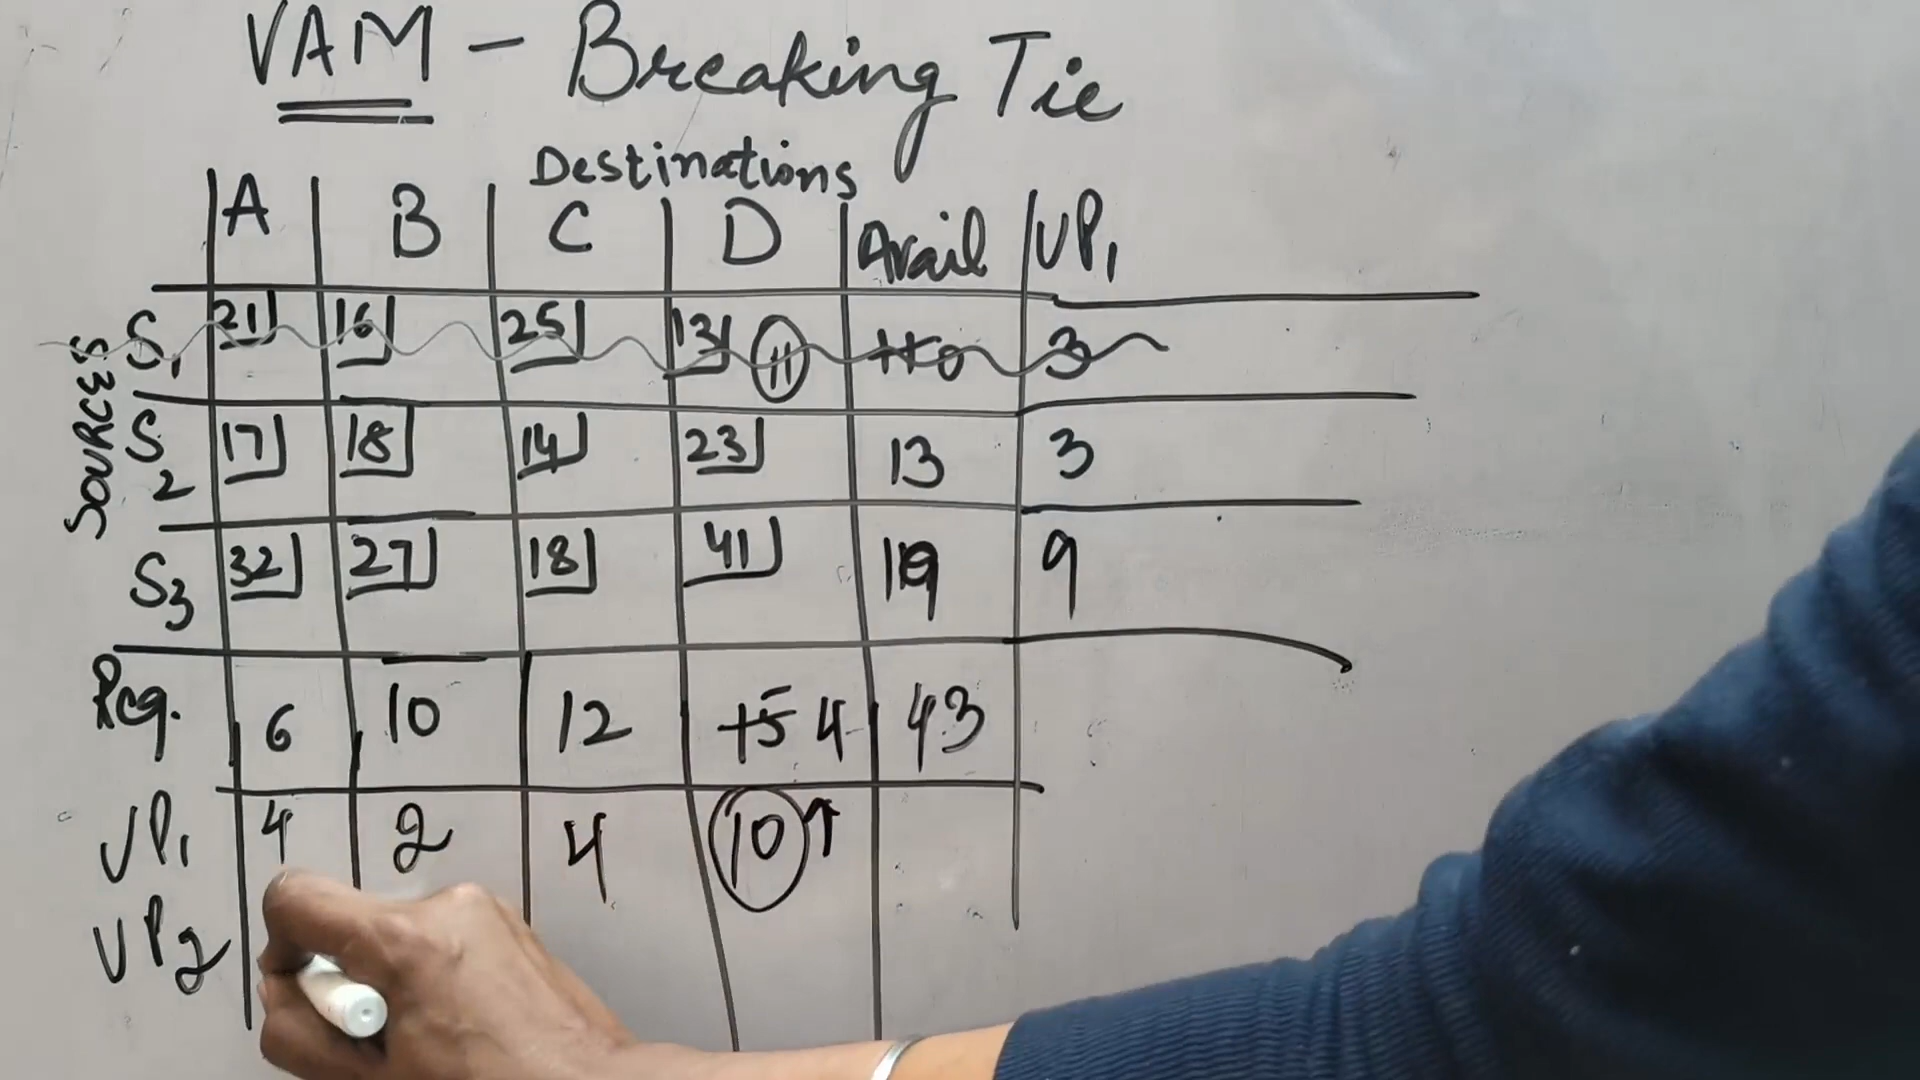 VAM - Breaking Tie
Destinations
A B C D Avail VP1
SOURCES
S1 21 16 25 13 11 11 0 3
S2 17 18 14 23 13 3
S3 32 27 18 41 19 9
Req. 6 10 12 15 4 43
VP1 4 2 4 10↑
VP2